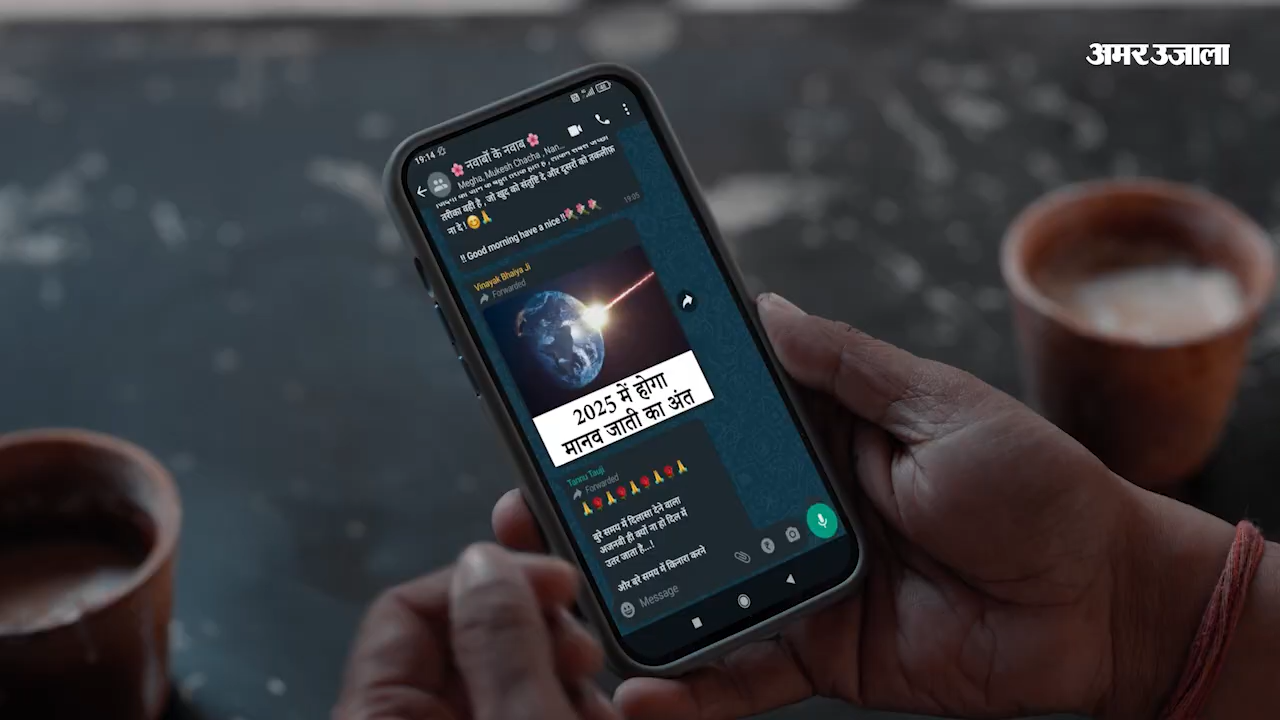 अमर उजाला
19:14
🌸 नवाबों के नवाब 🌸
Megha, Mukesh Chacha, Nan...
तरीका वही है, जो खुद को संतुष्टि दे और दूसरों को तकलीफ़
ना दे! 😊🙏
!! Good morning have a nice !!💐💐💐
19:05
Vinayak Bhaiya Ji
Forwarded
2025 में होगा
मानव जाती का अंत
Tannu Tauji
Forwarded
🙏🌹🙏🌹🙏🌹🙏🌹🙏
बुरे समय में दिलासा देने वाला
अजनबी ही क्यों ना हो दिल में
उतर जाता है...!
और बुरे समय में किनारा करने
Message